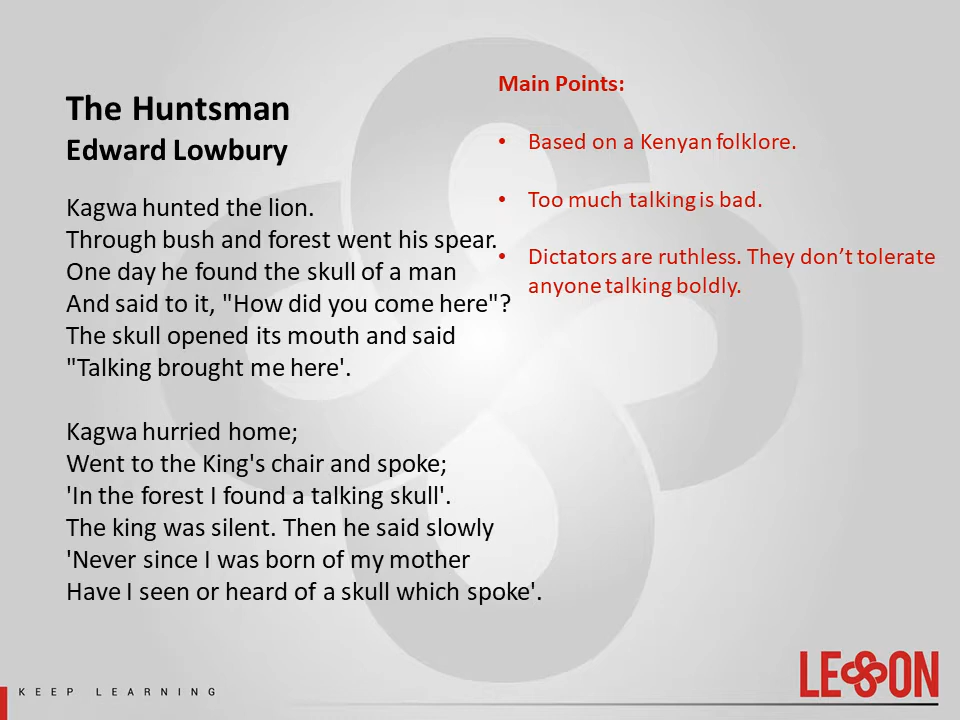 The Huntsman
Edward Lowbury
Kagwa hunted the lion.
Through bush and forest went his spear.
One day he found the skull of a man
And said to it, "How did you come here"?
The skull opened its mouth and said
"Talking brought me here'.
Kagwa hurried home;
Went to the King's chair and spoke;
'In the forest I found a talking skull'.
The king was silent. Then he said slowly
'Never since I was born of my mother
Have I seen or heard of a skull which spoke'.
Main Points:
• Based on a Kenyan folklore.
• Too much talking is bad.
• Dictators are ruthless. They don’t tolerate
anyone talking boldly.
KEEP LEARNING
LESSON